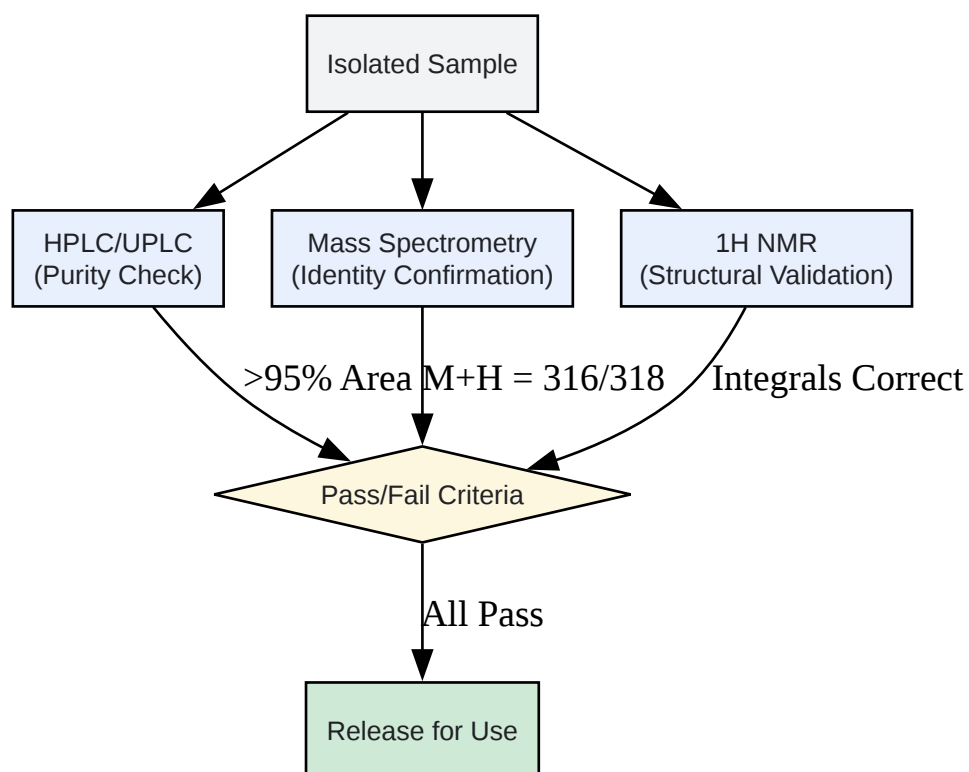 Isolated Sample
HPLC/UPLC
(Purity Check)
Mass Spectrometry
(Identity Confirmation)
1H NMR
(Structural Validation)
>95% Area
M+H = 316/318
Integrals Correct
Pass/Fail Criteria
All Pass
Release for Use